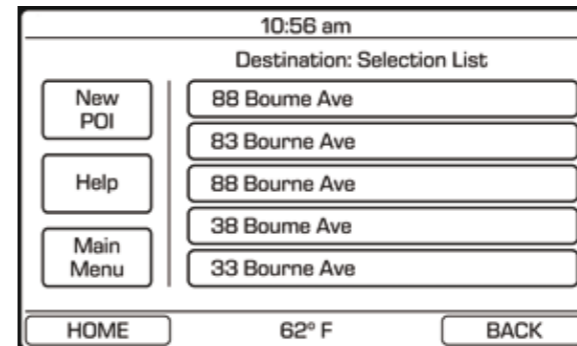 10:56 am
Destination: Selection List
New
POI
Help
Main
Menu
88 Boume Ave
83 Bourne Ave
88 Bourne Ave
38 Boume Ave
33 Bourne Ave
HOME
62° F
BACK